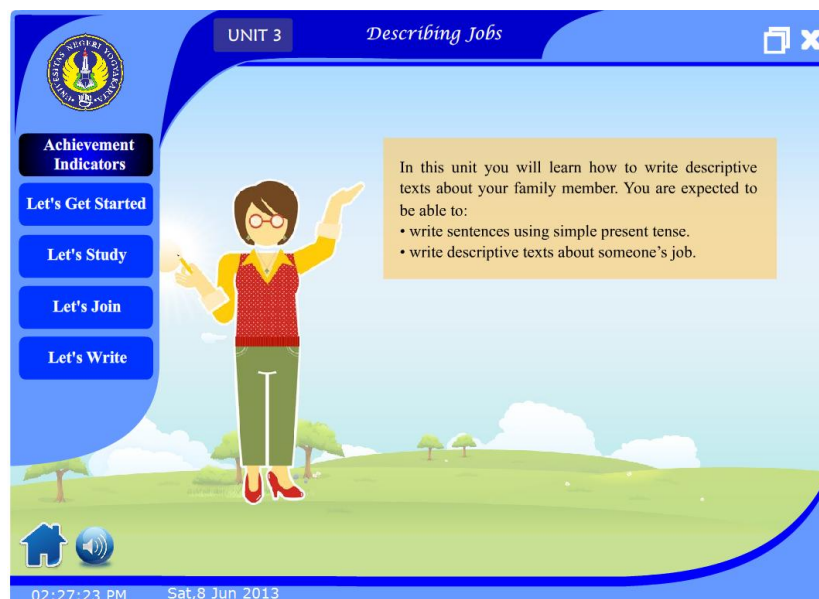 UNIT 3
Describing Jobs
UNIVERSITAS NEGERI YOGYAKARTA
Achievement
Indicators
Let's Get Started
Let's Study
Let's Join
Let's Write
In this unit you will learn how to write descriptive
texts about your family member. You are expected to
be able to:
• write sentences using simple present tense.
• write descriptive texts about someone’s job.
02:27:23 PM
Sat,8 Jun 2013